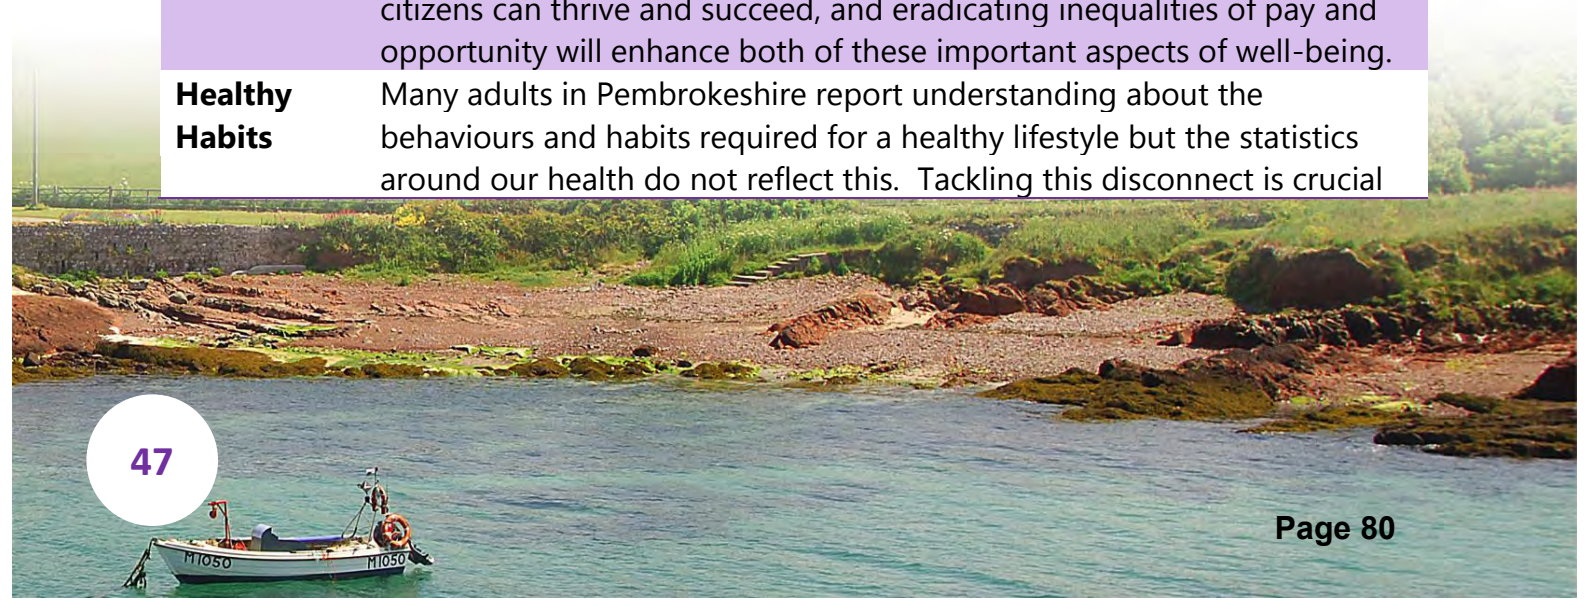 citizens can thrive and succeed, and eradicating inequalities of pay and
opportunity will enhance both of these important aspects of well-being.
Healthy Many adults in Pembrokeshire report understanding about the
Habits behaviours and habits required for a healthy lifestyle but the statistics
around our health do not reflect this. Tackling this disconnect is crucial
47
Page 80
M1050 M1050